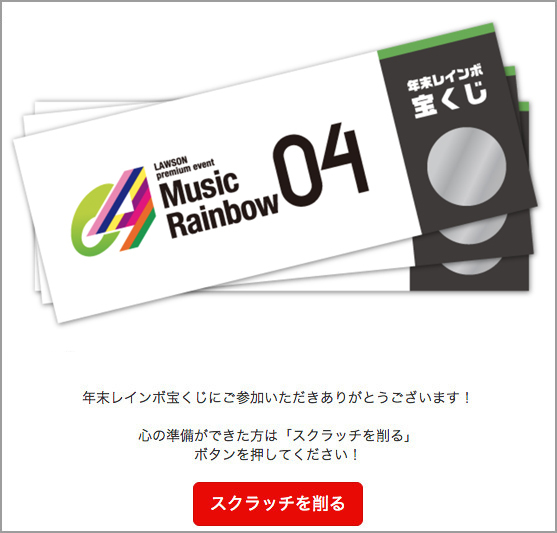 年末レインボ
宝くじ
LAWSON
premium event
Music
Rainbow04
年末レインボ宝くじにご参加いただきありがとうございます！
心の準備ができた方は「スクラッチを削る」
ボタンを押してください！
スクラッチを削る